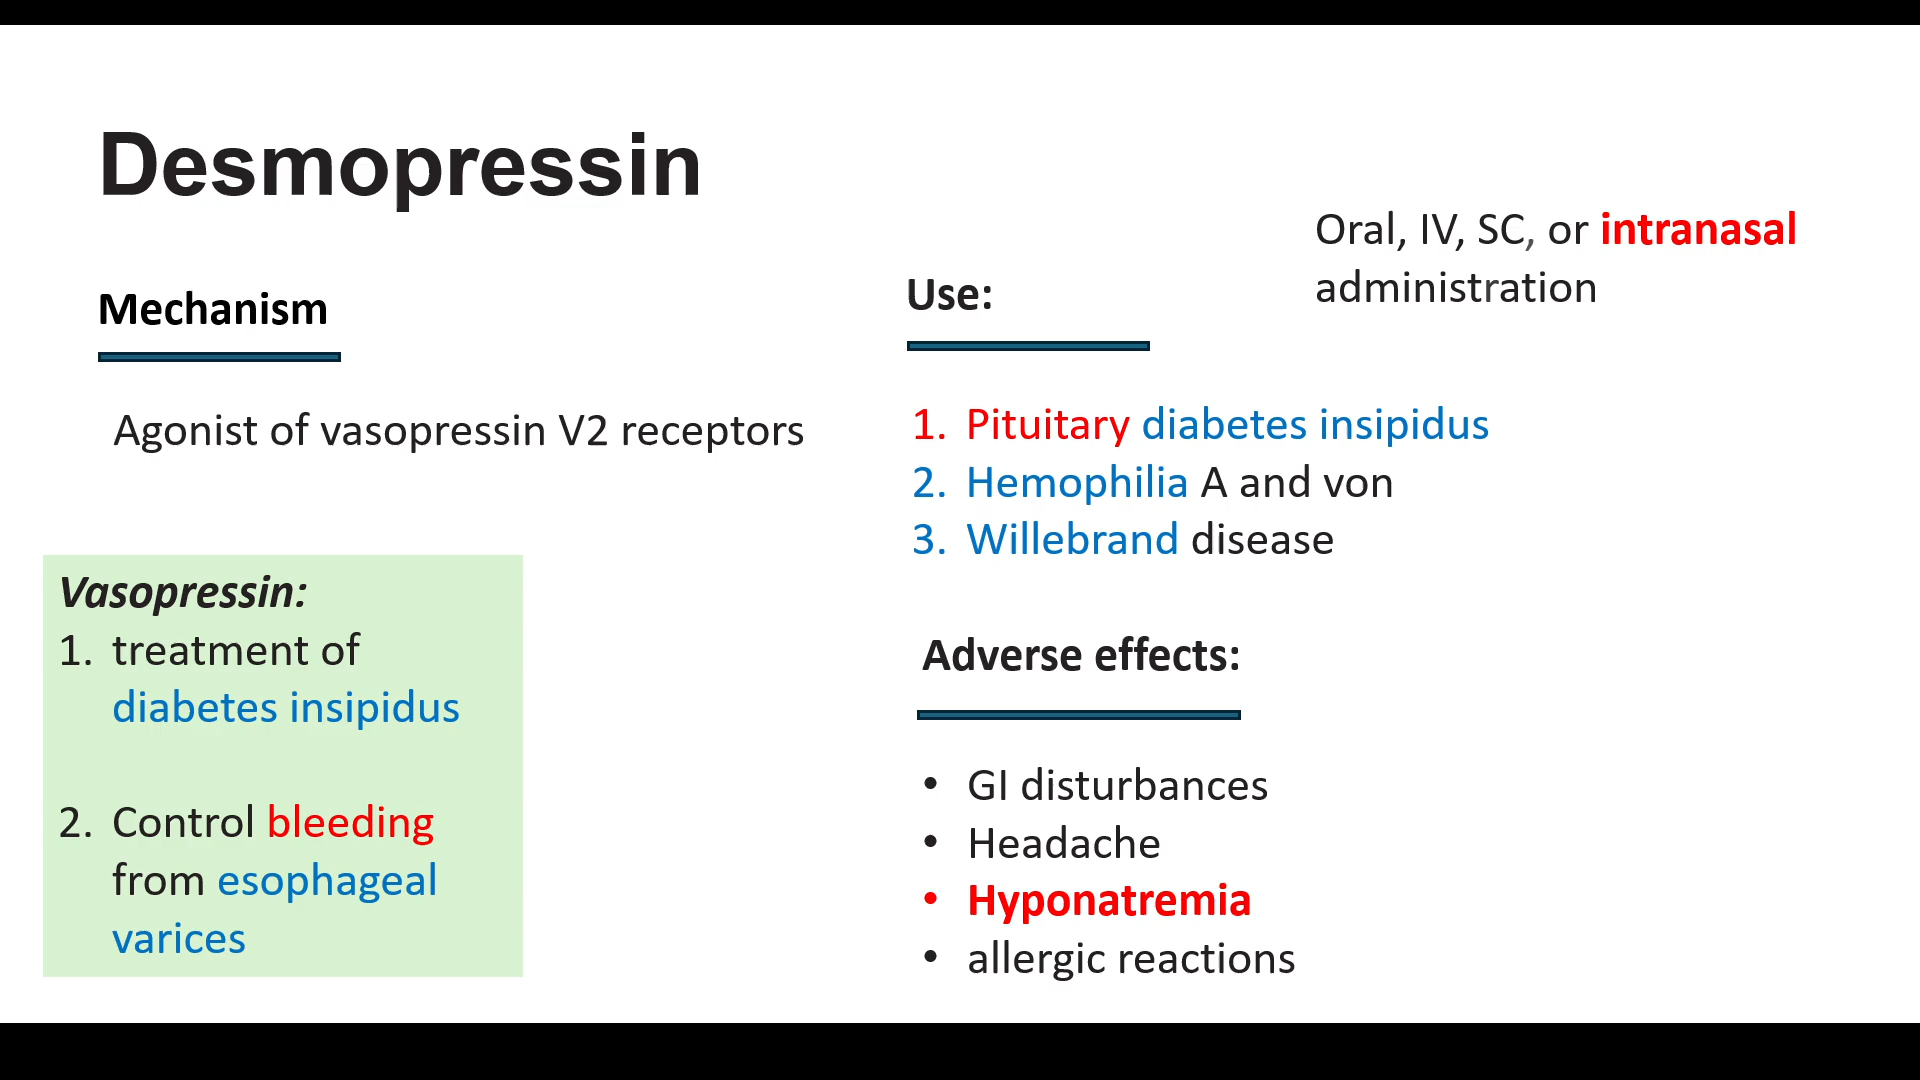 Desmopressin
Mechanism
Agonist of vasopressin V2 receptors
Vasopressin:
1. treatment of
diabetes insipidus
2. Control bleeding
from esophageal
varices
Oral, IV, SC, or intranasal
administration
Use:
1. Pituitary diabetes insipidus
2. Hemophilia A and von
3. Willebrand disease
Adverse effects:
• GI disturbances
• Headache
• Hyponatremia
• allergic reactions